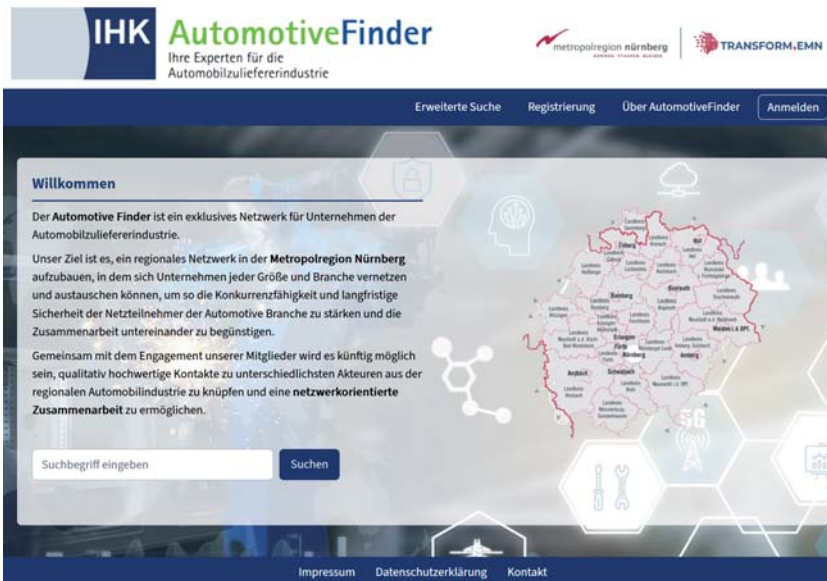 IHK
AutomotiveFinder
Ihre Experten für die
Automobilzuliefererindustrie
metropolregion nürnberg
KOMMEN. STAUNEN. BLEIBEN.
TRANSFORM.EMN
Erweiterte Suche Registrierung Über AutomotiveFinder Anmelden
Willkommen
Der Automotive Finder ist ein exklusives Netzwerk für Unternehmen der
Automobilzuliefererindustrie.
Unser Ziel ist es, ein regionales Netzwerk in der Metropolregion Nürnberg
aufzubauen, in dem sich Unternehmen jeder Größe und Branche vernetzen
und austauschen können, um so die Konkurrenzfähigkeit und langfristige
Sicherheit der Netzteilnehmer der Automotive Branche zu stärken und die
Zusammenarbeit untereinander zu begünstigen.
Gemeinsam mit dem Engagement unserer Mitglieder wird es künftig möglich
sein, qualitativ hochwertige Kontakte zu unterschiedlichsten Akteuren aus der
regionalen Automobilindustrie zu knüpfen und eine netzwerkorientierte
Zusammenarbeit zu ermöglichen.
Suchbegriff eingeben Suchen
Coburg
Hof
Bayreuth
Bamberg
Weiden i.d. OPf.
Erlangen
Fürth
Nürnberg
Amberg
Ansbach
Schwabach
5G
Impressum Datenschutzerklärung Kontakt